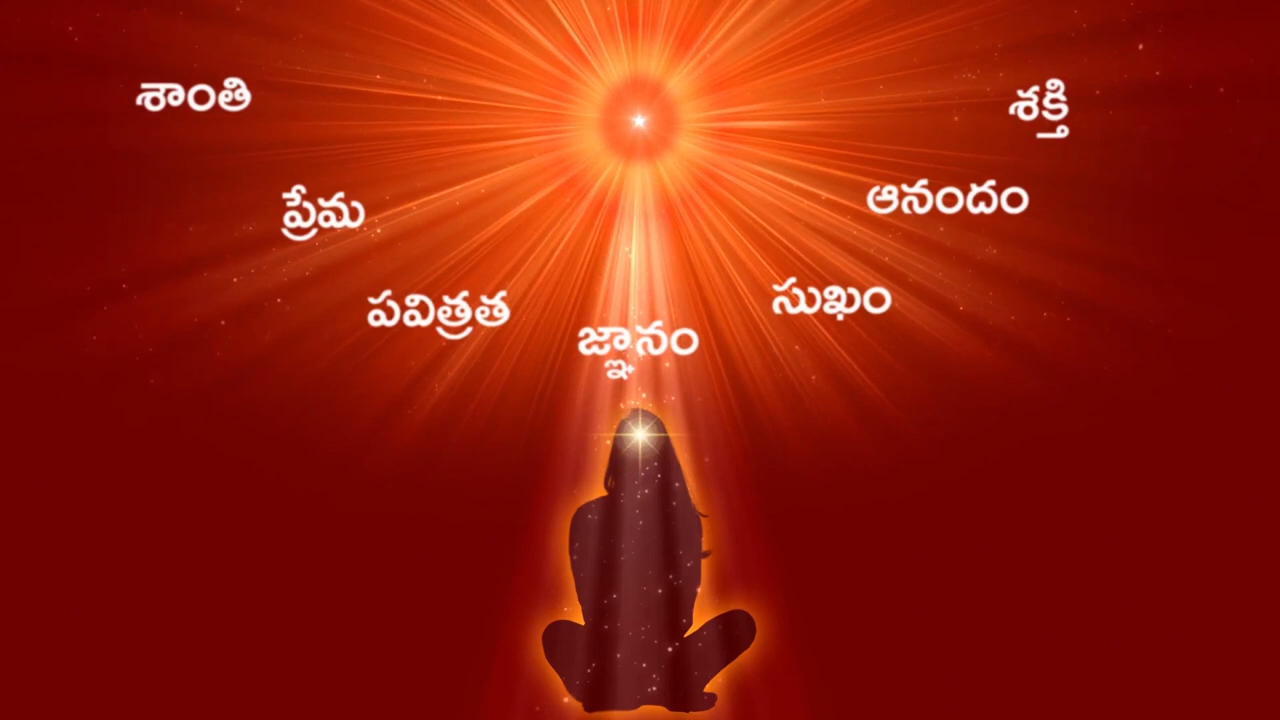 శాంతి
శక్తి
ప్రేమ
ఆనందం
పవిత్రత
సుఖం
జ్ఞానం